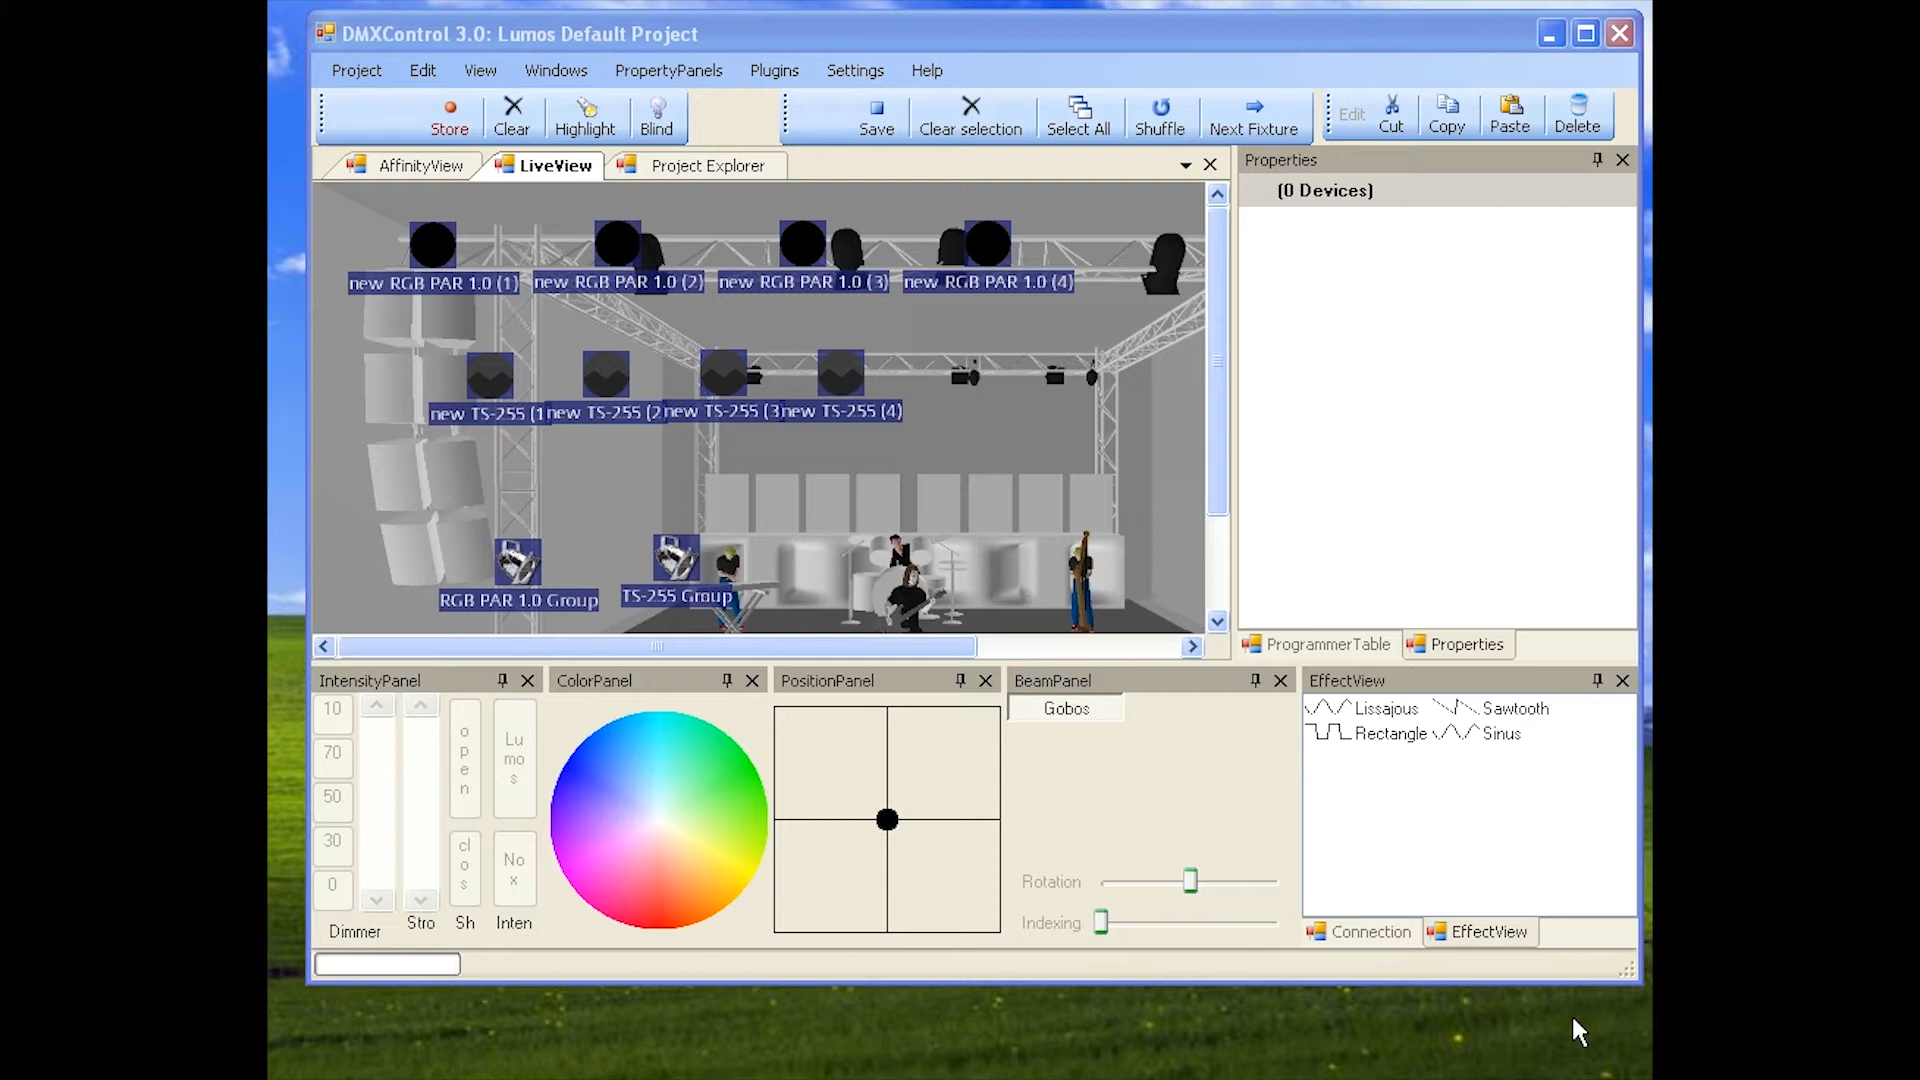 DMXControl 3.0: Lumos Default Project
Project Edit View Windows PropertyPanels Plugins Settings Help
Store Clear Highlight Blind Save Clear selection Select All Shuffle Next Fixture Edit Cut Copy Paste Delete
AffinityView LiveView Project Explorer
Properties
(0 Devices)
new RGB PAR 1.0 (1) new RGB PAR 1.0 (2) new RGB PAR 1.0 (3) new RGB PAR 1.0 (4)
new TS-255 (1 new TS-255 (2 new TS-255 (3 new TS-255 (4)
RGB PAR 1.0 Group TS-255 Group
ProgrammerTable Properties
IntensityPanel
10
70
50
30
0
open
clos
Lumos
Nox
Dimmer Stro Sh Inten
ColorPanel
PositionPanel
BeamPanel
Gobos
Rotation
Indexing
EffectView
Lissajous Sawtooth
Rectangle Sinus
Connection EffectView